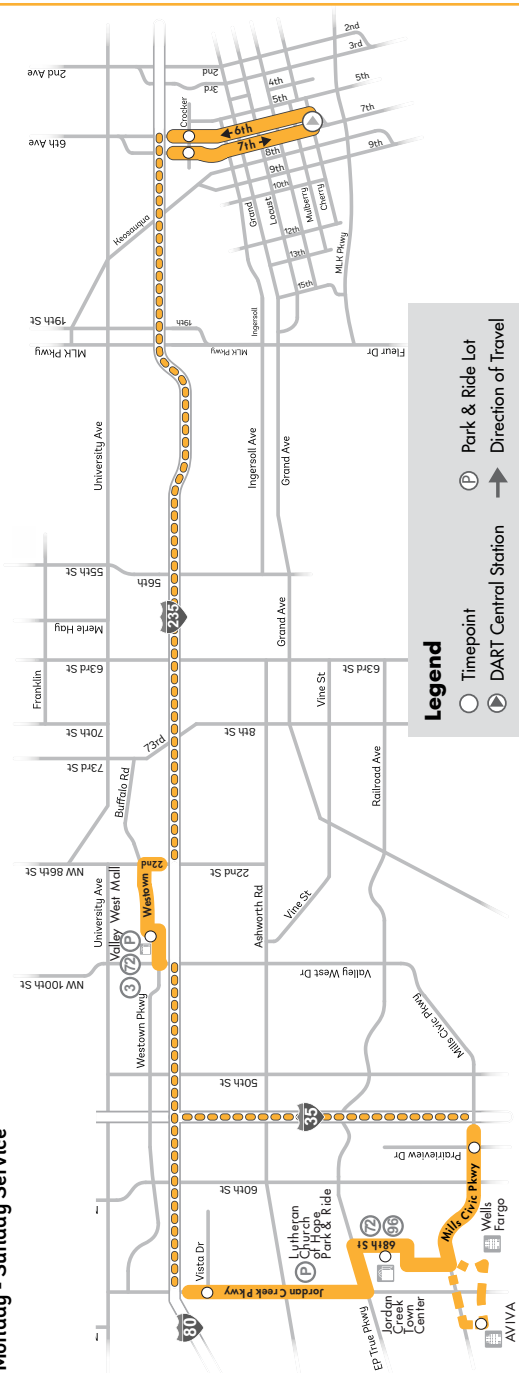 Monday - Sunday Service
2nd Ave
6th Ave
19th St
MLK Pkwy
Keosauqua
Crocker
2nd
3rd
2nd
3rd
4th
5th
5th
6th
7th
7th
8th
9th
9th
10th
12th
13th
15th
19th
MLK Pkwy
Grand
Locust
Mulberry
Cherry
MLK Pkwy
Ingersoll
Fleur Dr
University Ave
Ingersoll Ave
Grand Ave
55th St
56th
Merle Hay
235
63rd St
Franklin
70th St
73rd St
73rd
Buffalo Rd
Grand Ave
Vine St
63rd St
8th St
Railroad Ave
NW 86th St
22nd
22nd St
University Ave
Valley West Mall
Westown
3
72
P
NW 100th St
Westown Pkwy
Ashworth Rd
Vine St
Valley West Dr
Mills Civic Pkwy
50th St
35
Prairieview Dr
60th St
Vista Dr
80
P
Lutheran
Church
of Hope
Park & Ride
Jordan Creek Pkwy
72
96
68th St
Jordan
Creek
Town
Center
EP True Pkwy
Mills Civic Pkwy
Wells
Fargo
AVIVA
Legend
Timepoint
P Park & Ride Lot
DART Central Station
Direction of Travel